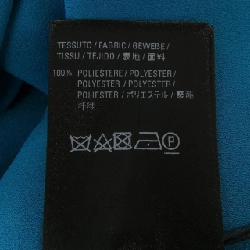 TESSUTO / FABRIC / GEWEBE /
TISSU / TEJIDO / 表地 / 面料
100% POLIESTERE / POLYESTER /
POLYESTER / POLYESTER /
POLIESTER / ポリエステル / 聚酯
纤维